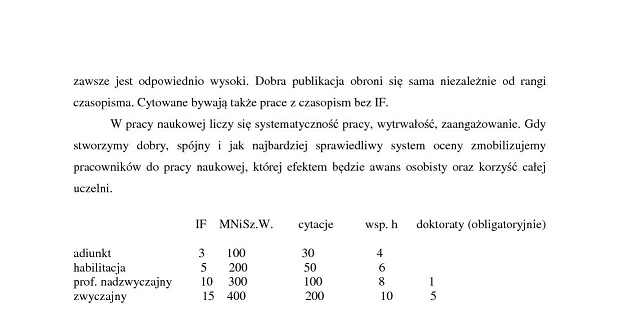 zawsze jest odpowiednio wysoki. Dobra publikacja obroni się sama niezależnie od rangi
czasopisma. Cytowane bywają także prace z czasopism bez IF.
W pracy naukowej liczy się systematyczność pracy, wytrwałość, zaangażowanie. Gdy
stworzymy dobry, spójny i jak najbardziej sprawiedliwy system oceny zmobilizujemy
pracowników do pracy naukowej, której efektem będzie awans osobisty oraz korzyść całej
uczelni.
IF MNiSz.W. cytacje wsp. h doktoraty (obligatoryjnie)
adiunkt 3 100 30 4
habilitacja 5 200 50 6
prof. nadzwyczajny 10 300 100 8 1
zwyczajny 15 400 200 10 5